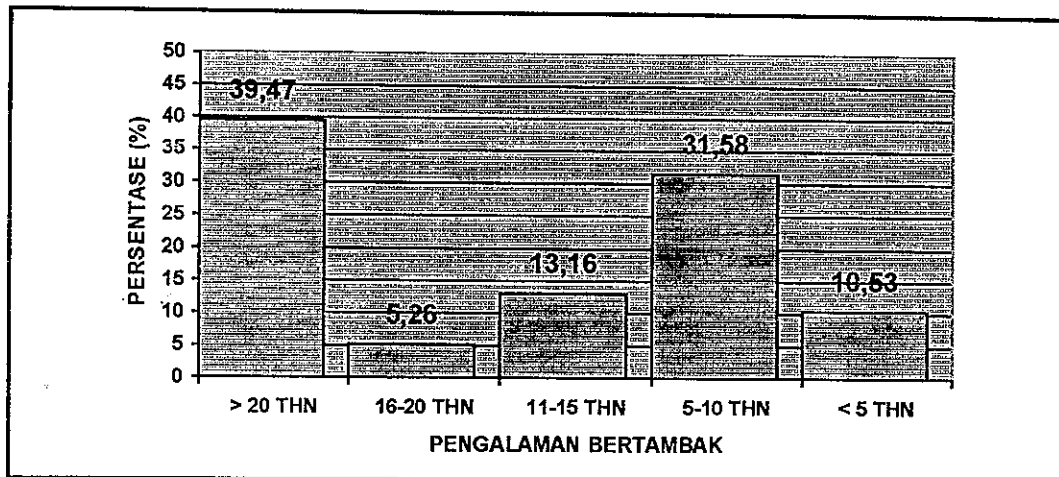 PERSENTASE (%)
50
45
40
35
30
25
20
15
10
5
0
39,47
5,26
13,16
31,58
10,53
> 20 THN
16-20 THN
11-15 THN
5-10 THN
< 5 THN
PENGALAMAN BERTAMBAK